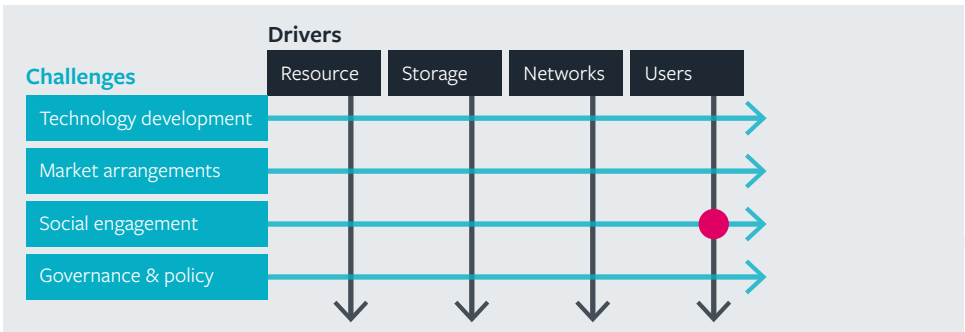 Drivers
Resource Storage Networks Users
Challenges
Technology development
Market arrangements
Social engagement
Governance & policy